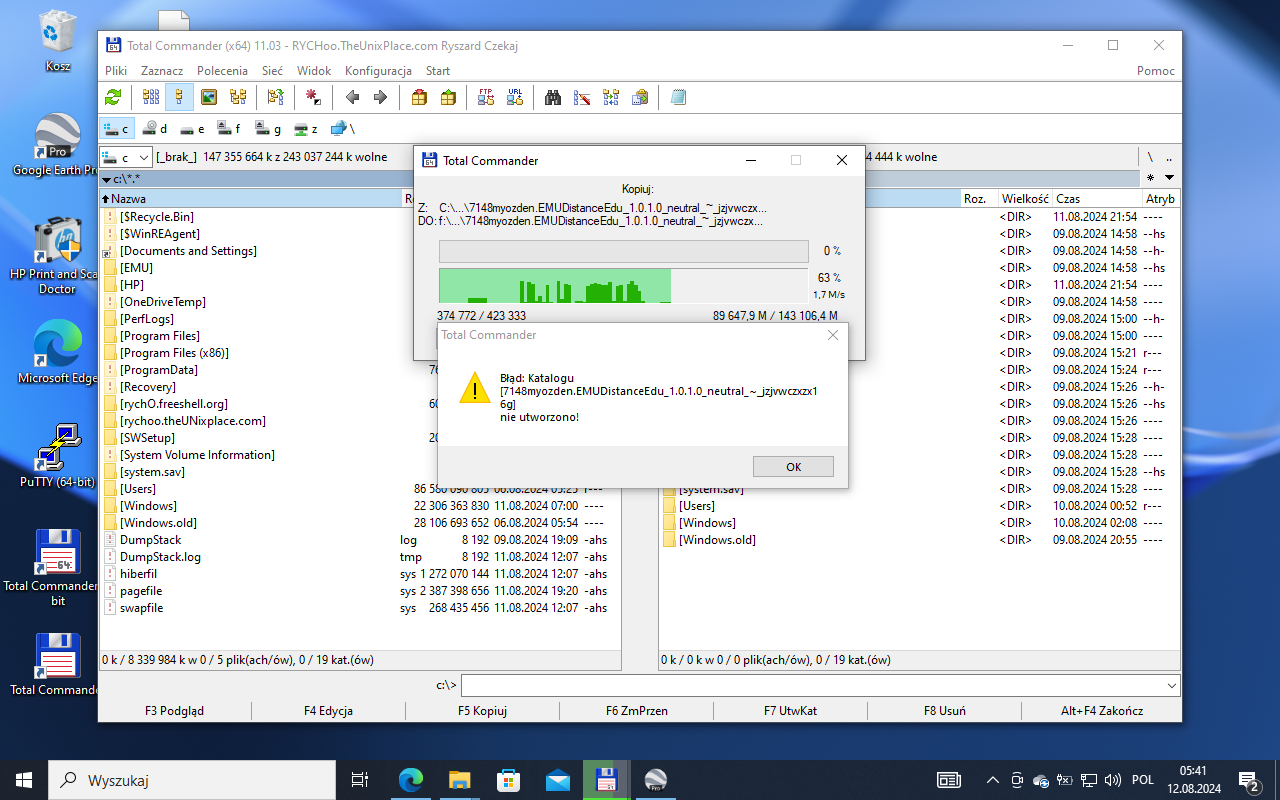 Kosz
Google Earth Pro
HP Print and Sca
Doctor
Microsoft Edge
PuTTY (64-bit)
Total Commander
bit
Total Commande
Total Commander (x64) 11.03 - RYCHoo.TheUnixPlace.com Ryszard Czekaj
Pliki Zaznacz Polecenia Sieć Widok Konfiguracja Start Pomoc
FTP URL
c d e f g z \
c [_brak_] 147 355 664 k z 243 037 244 k wolne 444 k wolne \ ..
c:\*.* * 
Nazwa Roz. Wielkość Czas Atryb
[$Recycle.Bin] <DIR> 11.08.2024 21:54 ----
[$WinREAgent] <DIR> 09.08.2024 14:58 --hs
[Documents and Settings] <DIR> 09.08.2024 14:58 --h-
[EMU] <DIR> 09.08.2024 14:58 --hs
[HP] <DIR> 11.08.2024 21:54 ----
[OneDriveTemp] <DIR> 09.08.2024 14:58 ----
[PerfLogs] <DIR> 09.08.2024 15:00 --h-
[Program Files] <DIR> 09.08.2024 15:00 ----
[Program Files (x86)] <DIR> 09.08.2024 15:21 r---
[ProgramData] <DIR> 09.08.2024 15:24 r---
[Recovery] <DIR> 09.08.2024 15:26 --h-
[rychO.freeshell.org] <DIR> 09.08.2024 15:26 --hs
[rychoo.theUNixplace.com] <DIR> 09.08.2024 15:26 ----
[SWSetup] <DIR> 09.08.2024 15:28 ----
[System Volume Information] <DIR> 09.08.2024 15:28 ----
[system.sav] <DIR> 09.08.2024 15:28 --hs
[Users] 86 580 090 805 06.08.2024 05:25 r--- [system.sav] <DIR> 09.08.2024 15:28 ----
[Windows] 22 306 363 830 11.08.2024 07:00 ---- [Users] <DIR> 10.08.2024 00:52 r---
[Windows.old] 28 106 693 652 06.08.2024 05:54 ---- [Windows] <DIR> 10.08.2024 02:08 ----
DumpStack log 8 192 09.08.2024 19:09 -ahs [Windows.old] <DIR> 09.08.2024 20:55 ----
DumpStack.log tmp 8 192 11.08.2024 12:07 -ahs
hiberfil sys 1 272 070 144 11.08.2024 12:07 -ahs
pagefile sys 2 387 398 656 11.08.2024 19:20 -ahs
swapfile sys 268 435 456 11.08.2024 12:07 -ahs
0 k / 8 339 984 k w 0 / 5 plik(ach/ów), 0 / 19 kat.(ów) 0 k / 0 k w 0 / 0 plik(ach/ów), 0 / 19 kat.(ów)
c:\>
F3 Podgląd F4 Edycja F5 Kopiuj F6 ZmPrzen F7 UtwKat F8 Usuń Alt+F4 Zakończ
Total Commander
Kopiuj:
Z: C:\...\7148myozden.EMUDistanceEdu_1.0.1.0_neutral_~_jzjvwczx...
DO: f:\...\7148myozden.EMUDistanceEdu_1.0.1.0_neutral_~_jzjvwczx...
0 %
63 %
1,7 M/s
374 772 / 423 333 89 647,9 M / 143 106,4 M
Total Commander
Błąd: Katalogu
[7148myozden.EMUDistanceEdu_1.0.1.0_neutral_~_jzjvwczxzx1
6g]
nie utworzono!
OK
Wyszukaj
POL
05:41
12.08.2024
2